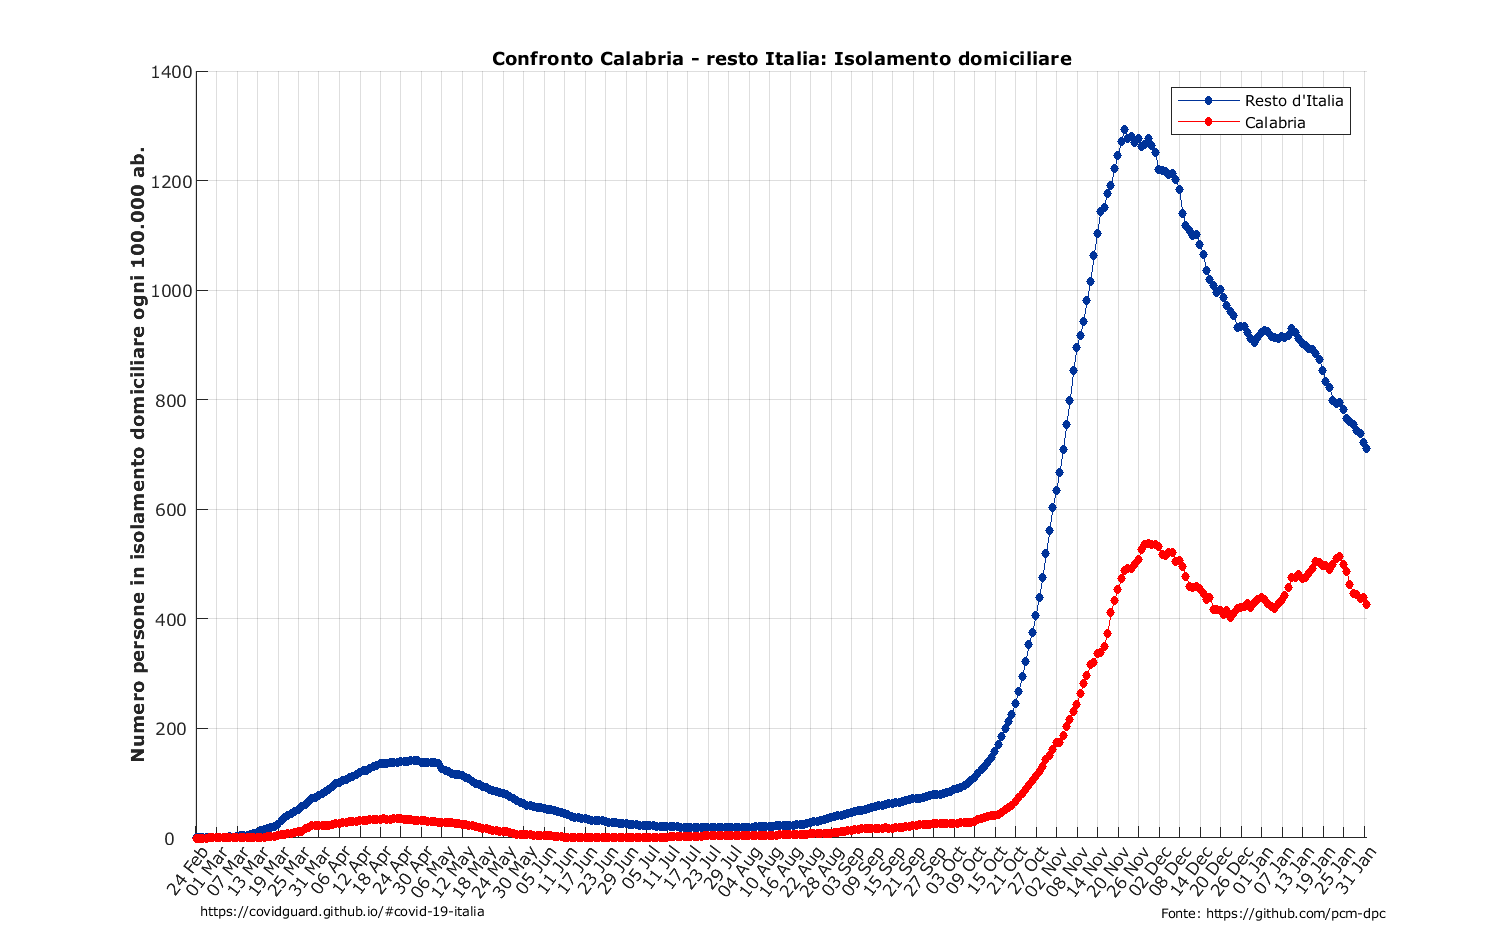 Confronto Calabria - resto Italia: Isolamento domiciliare
Resto d'Italia
Calabria
Numero persone in isolamento domiciliare ogni 100.000 ab.
1400
1200
1000
800
600
400
200
0
24 Feb
01 Mar
07 Mar
13 Mar
19 Mar
25 Mar
31 Mar
06 Apr
12 Apr
18 Apr
24 Apr
30 Apr
06 May
12 May
18 May
24 May
30 May
05 Jun
11 Jun
17 Jun
23 Jun
29 Jun
05 Jul
11 Jul
17 Jul
23 Jul
29 Jul
04 Aug
10 Aug
16 Aug
22 Aug
28 Aug
03 Sep
09 Sep
15 Sep
21 Sep
27 Sep
03 Oct
09 Oct
15 Oct
21 Oct
27 Oct
02 Nov
08 Nov
14 Nov
20 Nov
26 Nov
02 Dec
08 Dec
14 Dec
20 Dec
26 Dec
01 Jan
07 Jan
13 Jan
19 Jan
25 Jan
31 Jan
https://covidguard.github.io/#covid-19-italia
Fonte: https://github.com/pcm-dpc